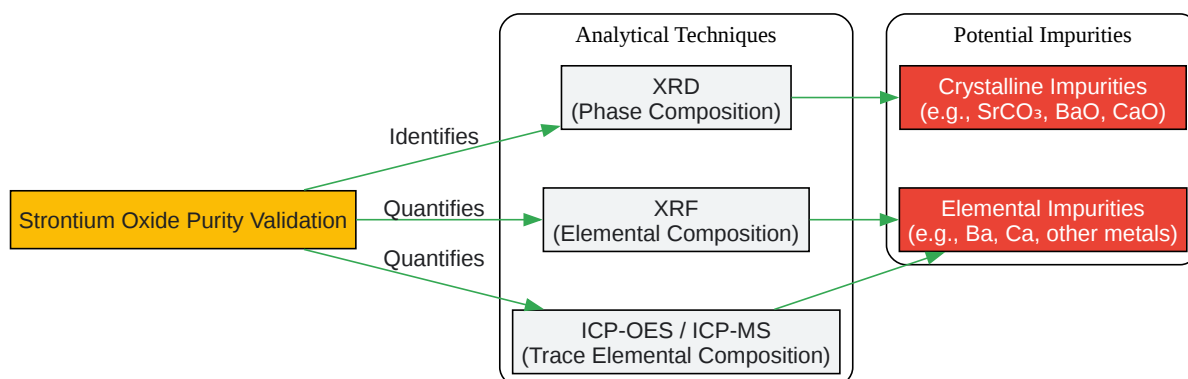 Analytical Techniques
Potential Impurities
XRD
(Phase Composition)
Crystalline Impurities
(e.g., SrCO₃, BaO, CaO)
Identifies
Strontium Oxide Purity Validation
Quantifies
XRF
(Elemental Composition)
Elemental Impurities
(e.g., Ba, Ca, other metals)
Quantifies
ICP-OES / ICP-MS
(Trace Elemental Composition)